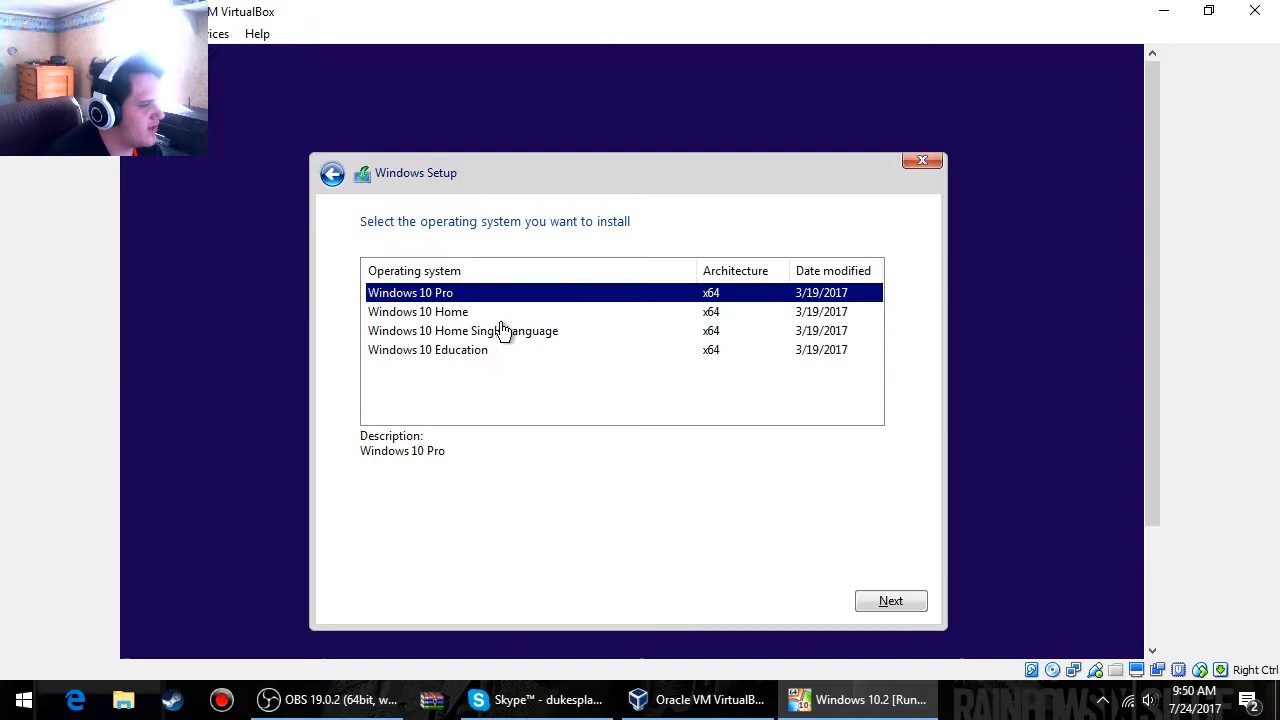 M VirtualBox
ices Help
Windows Setup
Select the operating system you want to install
Operating system Architecture Date modified
Windows 10 Pro x64 3/19/2017
Windows 10 Home x64 3/19/2017
Windows 10 Home Single Language x64 3/19/2017
Windows 10 Education x64 3/19/2017
Description:
Windows 10 Pro
Next
Right Ctrl
OBS 19.0.2 (64bit, w... Skype™ - dukespla... Oracle VM VirtualB... Windows 10.2 [Run...
9:50 AM
7/24/2017
2
RAINBOW